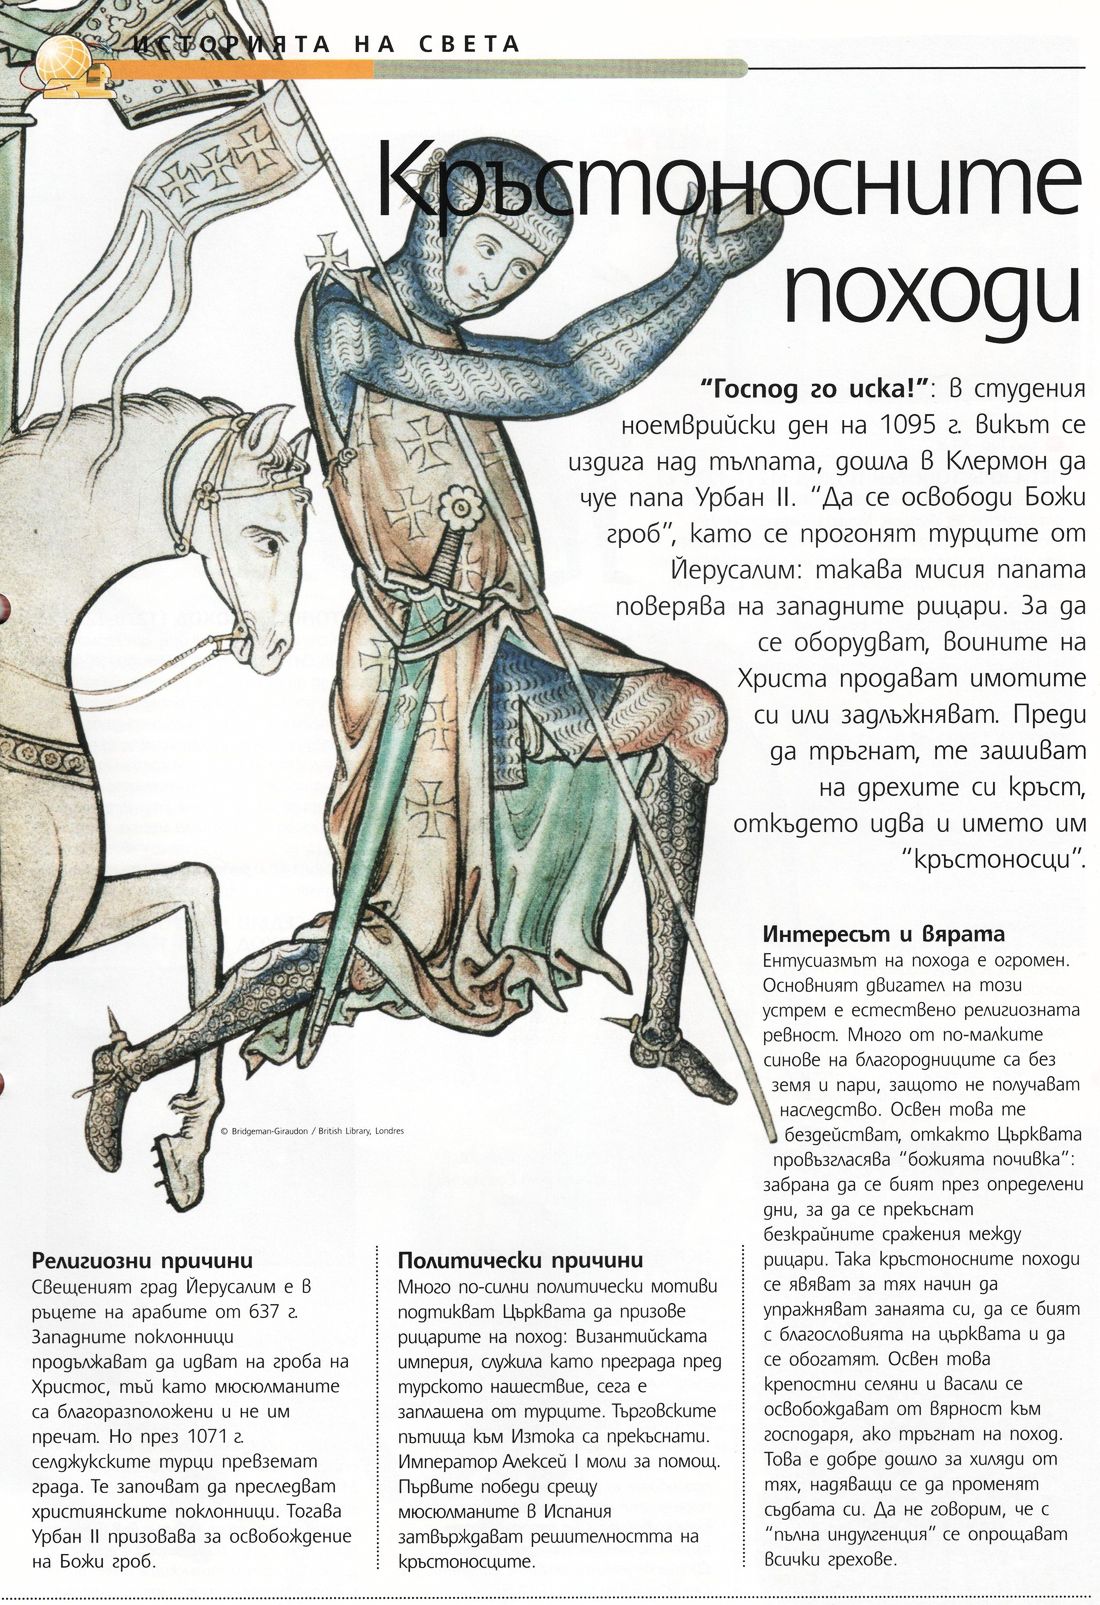 ИСТОРИЯТА НА СВЕТА
Кръстоносните
походи
“Господ го иска!”: в студения
ноемврийски ден на 1095 г. викът се
издига над тълпата, дошла в Клермон да
чуе папа Урбан II. “Да се освободи Божи
гроб”, като се прогонят турците от
Йерусалим: такава мисия папата
поверява на западните рицари. За да
се оборудват, воините на
Христа продават имотите
си или задлъжняват. Преди
да тръгнат, те зашиват
на дрехите си кръст,
откъдето идва и името им
“кръстоносци”.
Интересът и вярата
Ентусиазмът на похода е огромен.
Основният двигател на този
устрем е естествено религиозната
ревност. Много от по-малките
синове на благородниците са без
земя и пари, защото не получават
наследство. Освен това те
бездействат, откакто Църквата
провъзгласява “божията почивка”:
забрана да се бият през определени
дни, за да се прекъснат
безкрайните сражения между
рицари. Така кръстоносните походи
се явяват за тях начин да
упражняват занаята си, да се бият
с благословията на църквата и да
се обогатят. Освен това
крепостни селяни и васали се
освобождават от вярност към
господаря, ако тръгнат на поход.
Това е добре дошло за хиляди от
тях, надяващи се да променят
съдбата си. Да не говорим, че с
“пълна индулгенция” се опрощават
всички грехове.
© Bridgeman-Giraudon / British Library, Londres
Религиозни причини
Свещеният град Йерусалим е в
ръцете на арабите от 637 г.
Западните поклонници
продължават да идват на гроба на
Христос, тъй като мюсюлманите
са благоразположени и не им
пречат. Но през 1071 г.
селджукските турци превземат
града. Те започват да преследват
християнските поклонници. Тогава
Урбан II призовава за освобождение
на Божи гроб.
Политически причини
Много по-силни политически мотиви
подтикват Църквата да призове
рицарите на поход: Византийската
империя, служила като преграда пред
турското нашествие, сега е
заплашена от турците. Търговските
пътища към Изтока са прекъснати.
Император Алексей I моли за помощ.
Първите победи срещу
мюсюлманите в Испания
затвърждават решителността на
кръстоносците.